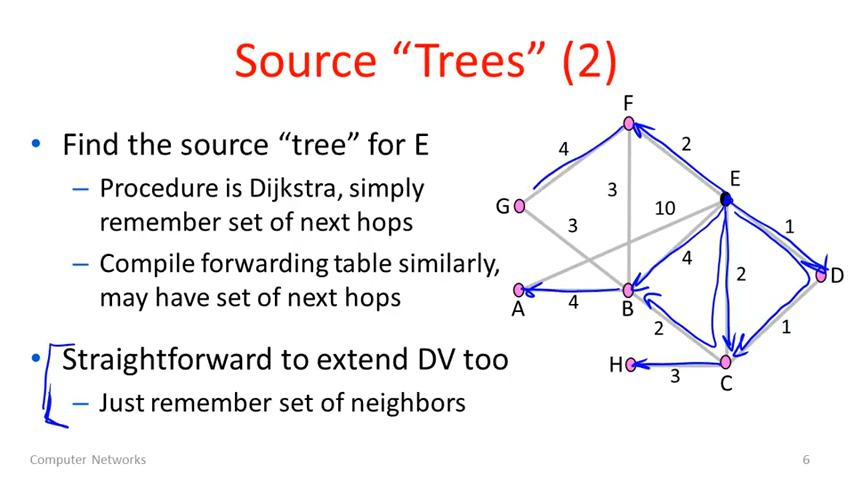 Source “Trees” (2)
• Find the source “tree” for E
– Procedure is Dijkstra, simply
remember set of next hops
– Compile forwarding table similarly,
may have set of next hops
• Straightforward to extend DV too
– Just remember set of neighbors
F
4
2
E
G
3
10
1
3
4
2
D
A
4
B
2
1
H
3
C
Computer Networks
6